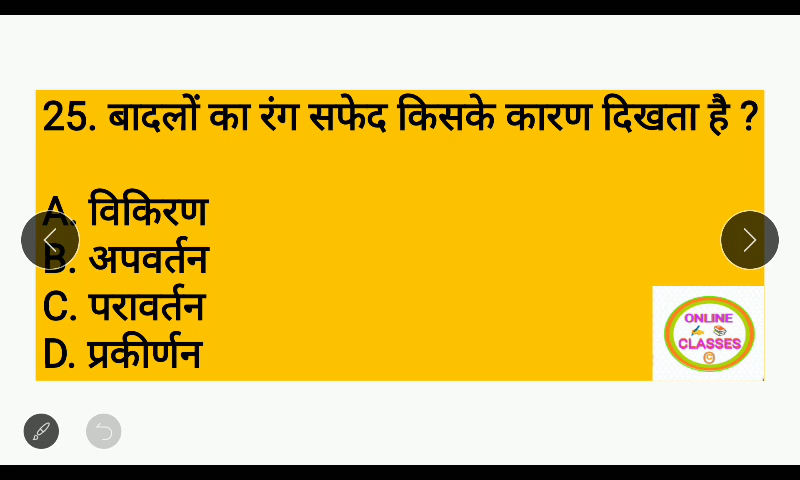 25. बादलों का रंग सफेद किसके कारण दिखता है ?
A. विकिरण
B. अपवर्तन
C. परावर्तन
D. प्रकीर्णन
ONLINE
CLASSES
©